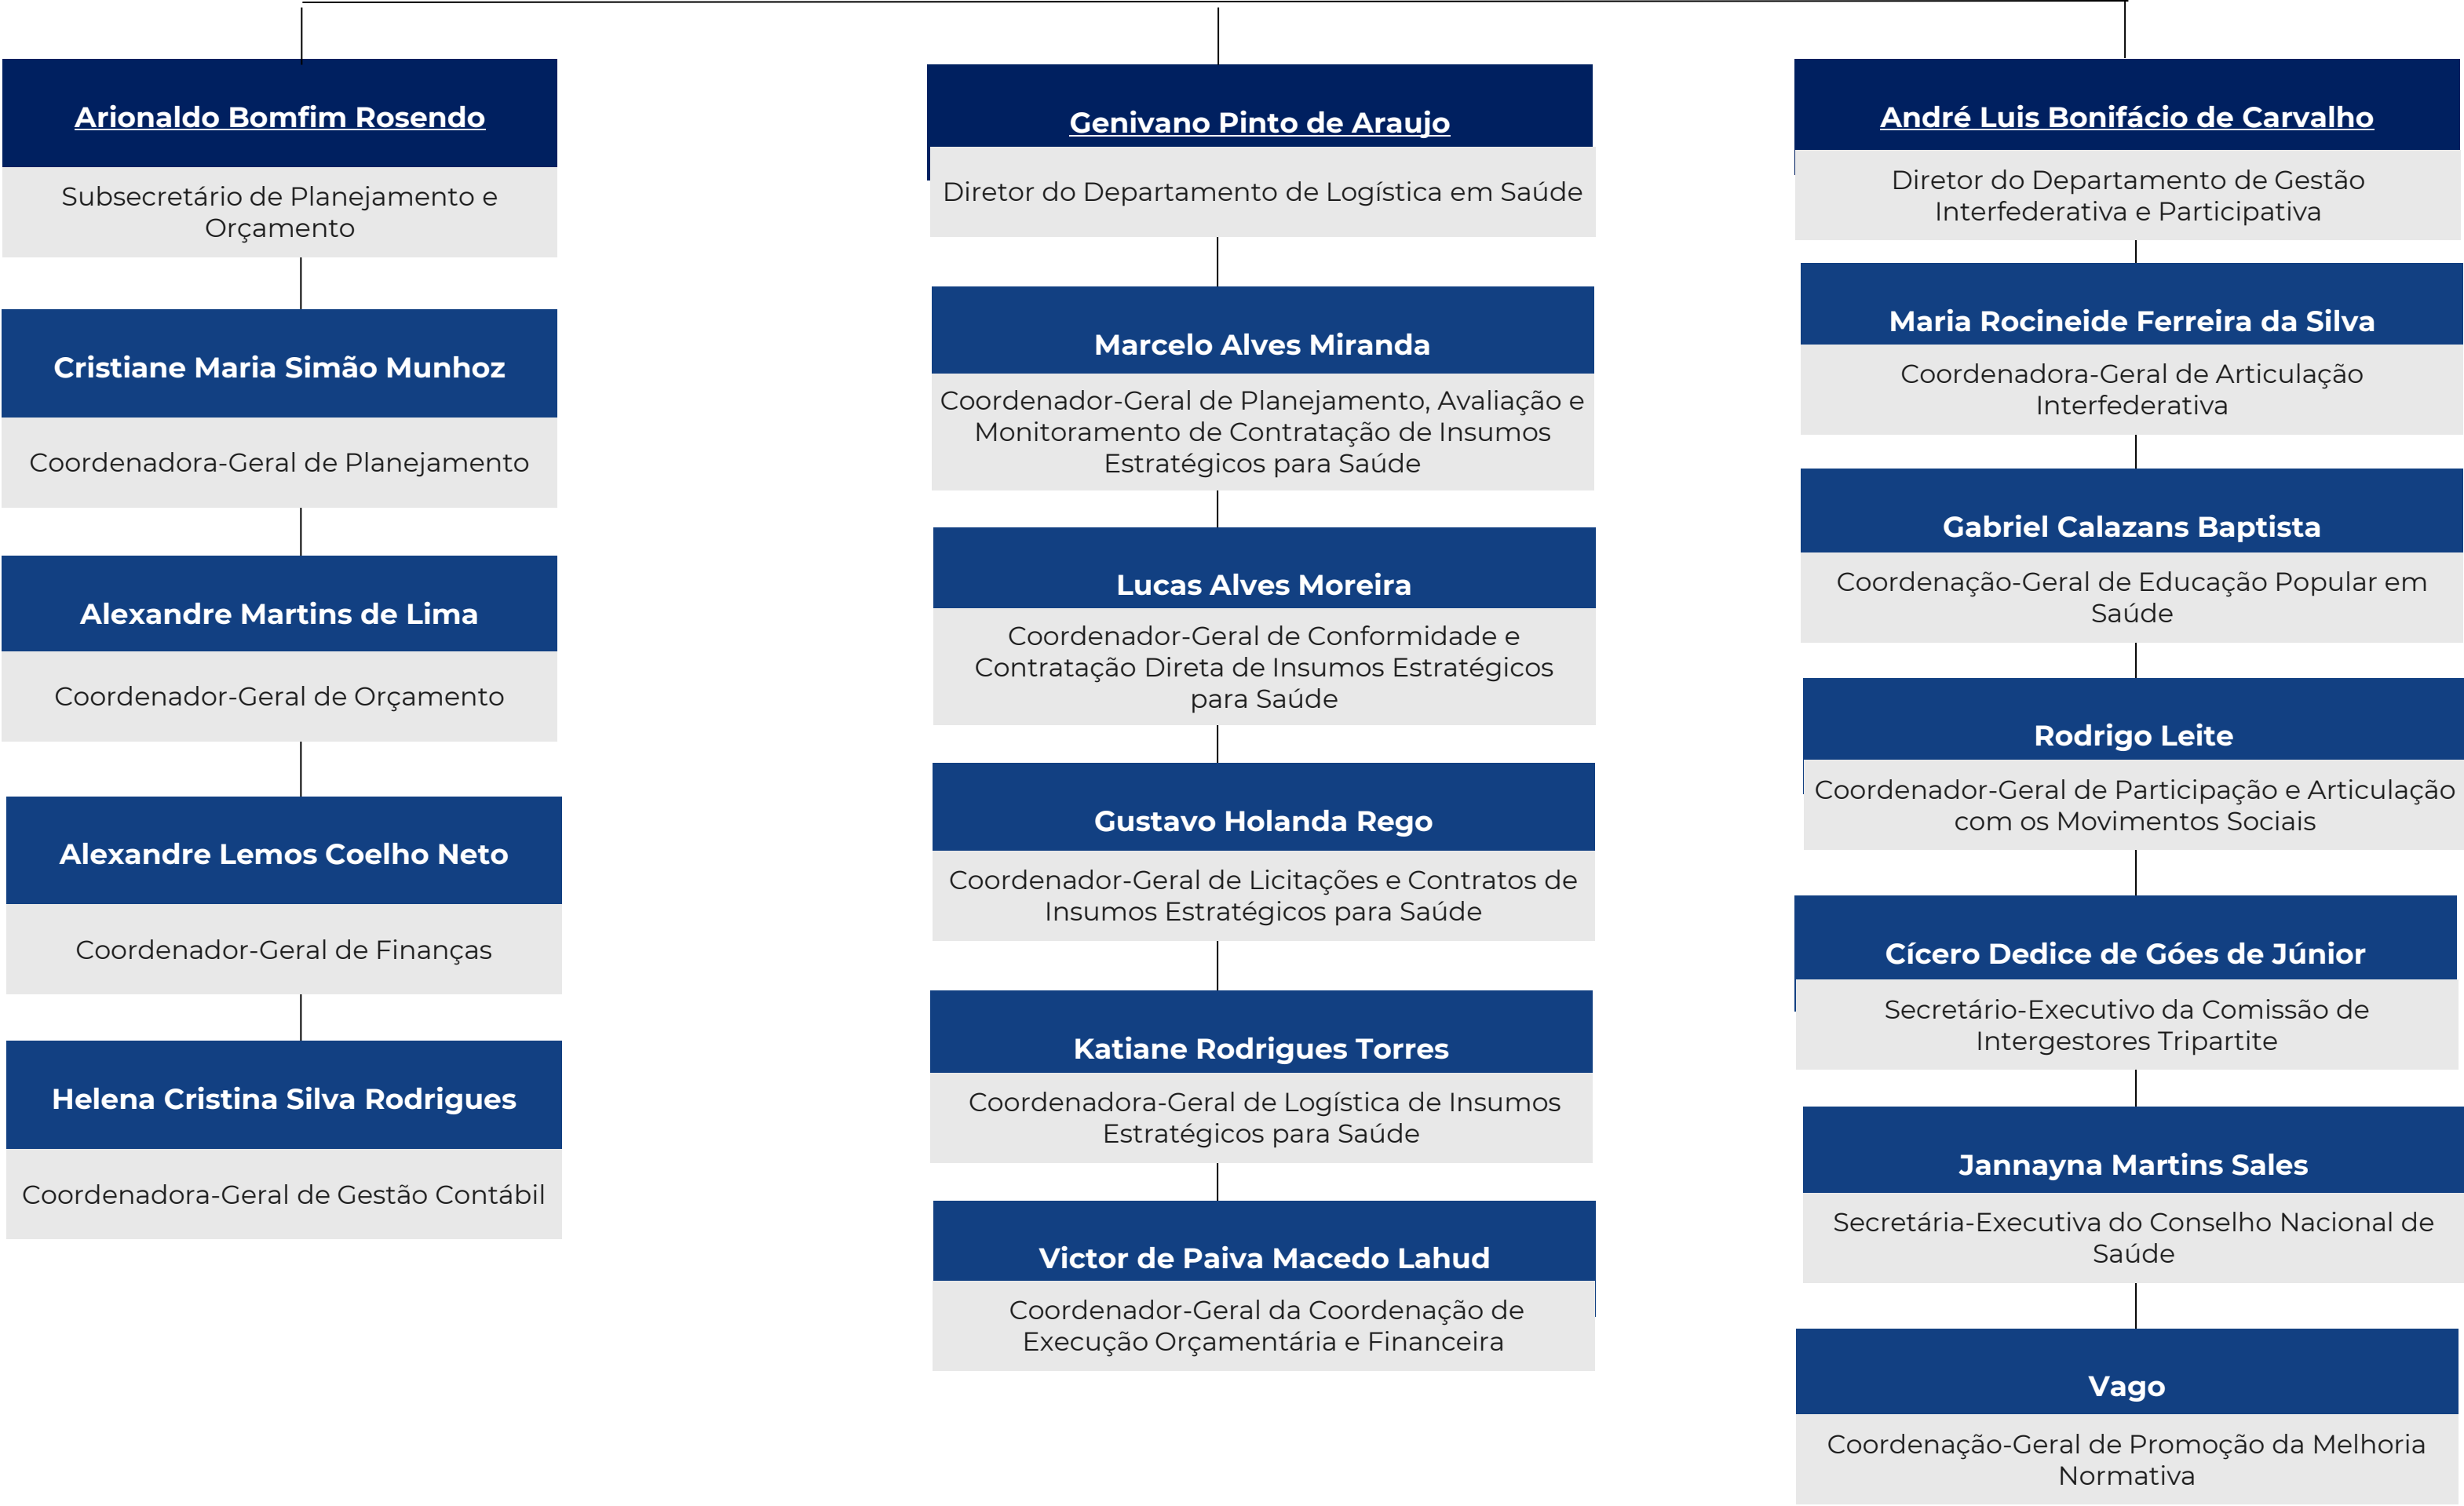 Arionaldo Bomfim Rosendo
Subsecretário de Planejamento e
Orçamento
Cristiane Maria Simão Munhoz
Coordenadora-Geral de Planejamento
Alexandre Martins de Lima
Coordenador-Geral de Orçamento
Alexandre Lemos Coelho Neto
Coordenador-Geral de Finanças
Helena Cristina Silva Rodrigues
Coordenadora-Geral de Gestão Contábil
Genivano Pinto de Araujo
Diretor do Departamento de Logística em Saúde
Marcelo Alves Miranda
Coordenador-Geral de Planejamento, Avaliação e
Monitoramento de Contratação de Insumos
Estratégicos para Saúde
Lucas Alves Moreira
Coordenador-Geral de Conformidade e
Contratação Direta de Insumos Estratégicos
para Saúde
Gustavo Holanda Rego
Coordenador-Geral de Licitações e Contratos de
Insumos Estratégicos para Saúde
Katiane Rodrigues Torres
Coordenadora-Geral de Logística de Insumos
Estratégicos para Saúde
Victor de Paiva Macedo Lahud
Coordenador-Geral da Coordenação de
Execução Orçamentária e Financeira
André Luis Bonifácio de Carvalho
Diretor do Departamento de Gestão
Interfederativa e Participativa
Maria Rocineide Ferreira da Silva
Coordenadora-Geral de Articulação
Interfederativa
Gabriel Calazans Baptista
Coordenação-Geral de Educação Popular em
Saúde
Rodrigo Leite
Coordenador-Geral de Participação e Articulação
com os Movimentos Sociais
Cícero Dedice de Góes de Júnior
Secretário-Executivo da Comissão de
Intergestores Tripartite
Jannayna Martins Sales
Secretária-Executiva do Conselho Nacional de
Saúde
Vago
Coordenação-Geral de Promoção da Melhoria
Normativa